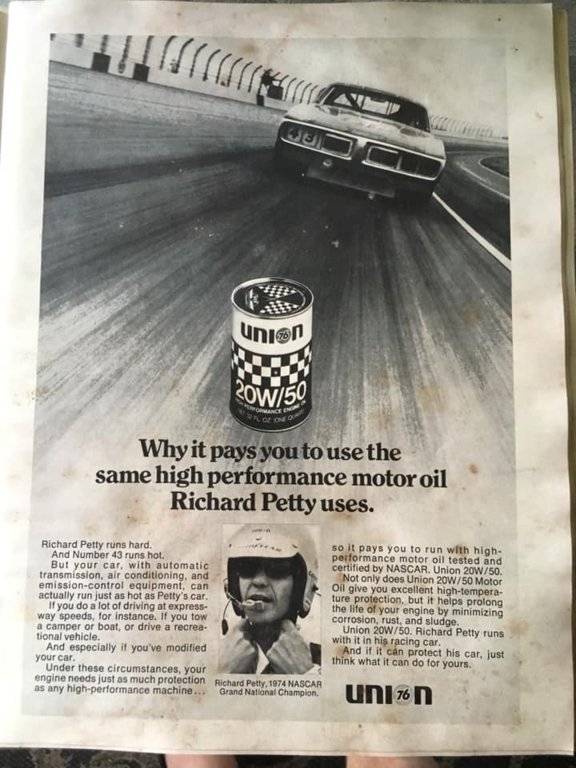 43
UNION
76
20W/50
HIGH PERFORMANCE ENGINE OIL
NET 32 FL. OZ. (ONE QUART)
Why it pays you to use the
same high performance motor oil
Richard Petty uses.
Richard Petty runs hard.
And Number 43 runs hot.
But your car, with automatic
transmission, air conditioning, and
emission-control equipment, can
actually run just as hot as Petty's car.
If you do a lot of driving at express-
way speeds, for instance. If you tow
a camper or boat, or drive a recrea-
tional vehicle.
And especially if you've modified
your car.
Under these circumstances, your
engine needs just as much protection
as any high-performance machine...
GOODYEAR
Richard Petty, 1974 NASCAR
Grand National Champion.
so it pays you to run with high-
performance motor oil tested and
certified by NASCAR. Union 20W/50.
Not only does Union 20W/50 Motor
Oil give you excellent high-tempera-
ture protection, but it helps prolong
the life of your engine by minimizing
corrosion, rust, and sludge.
Union 20W/50. Richard Petty runs
with it in his racing car.
And if it can protect his car, just
think what it can do for yours.
UNION
76